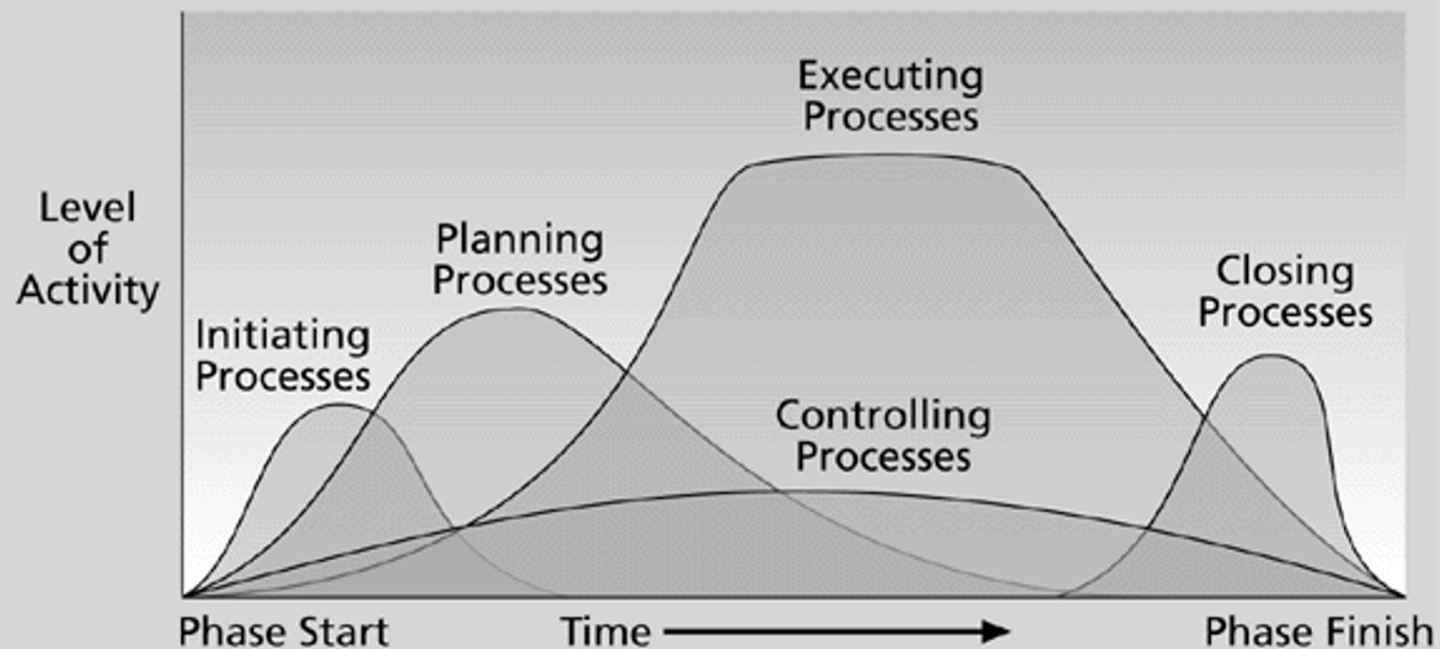 Executing
Processes
Level
of
Activity
Planning
Processes
Closing
Processes
Initiating
Processes
Controlling
Processes
Phase Start
Time
Phase Finish